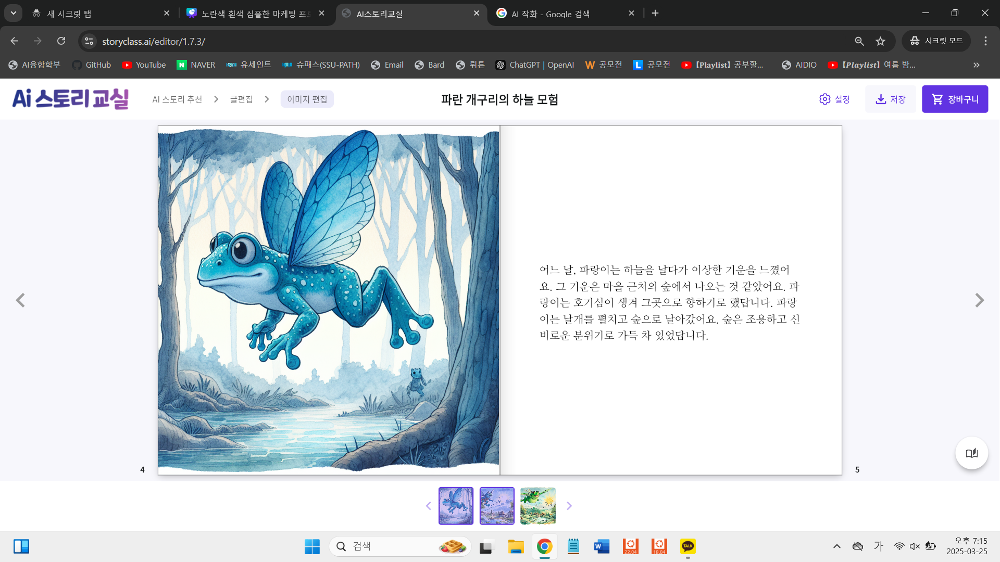 새 시크릿 탭
노란색 흰색 심플한 마케팅 프로
AI스토리교실
AI 작화 - Google 검색
storyclass.ai/editor/1.7.3/
시크릿 모드
AI융합학부
GitHub
YouTube
NAVER
유세인트
슈패스(SSU-PATH)
Email
Bard
뤼튼
ChatGPT | OpenAI
공모전
공모전
【Playlist】공부할...
AIDIO
【Playlist】여름 밤...
Ai 스토리 교실
AI 스토리 추천
글편집
이미지 편집
파란 개구리의 하늘 모험
설정
저장
장바구니
어느 날, 파랑이는 하늘을 날다가 이상한 기운을 느꼈어
요. 그 기운은 마을 근처의 숲에서 나오는 것 같았어요. 파
랑이는 호기심이 생겨 그곳으로 향하기로 했답니다. 파랑
이는 날개를 펼치고 숲으로 날아갔어요. 숲은 조용하고 신
비로운 분위기로 가득 차 있었답니다.
4
5
검색
22.04
18.04
TALK
가
오후 7:15
2025-03-25